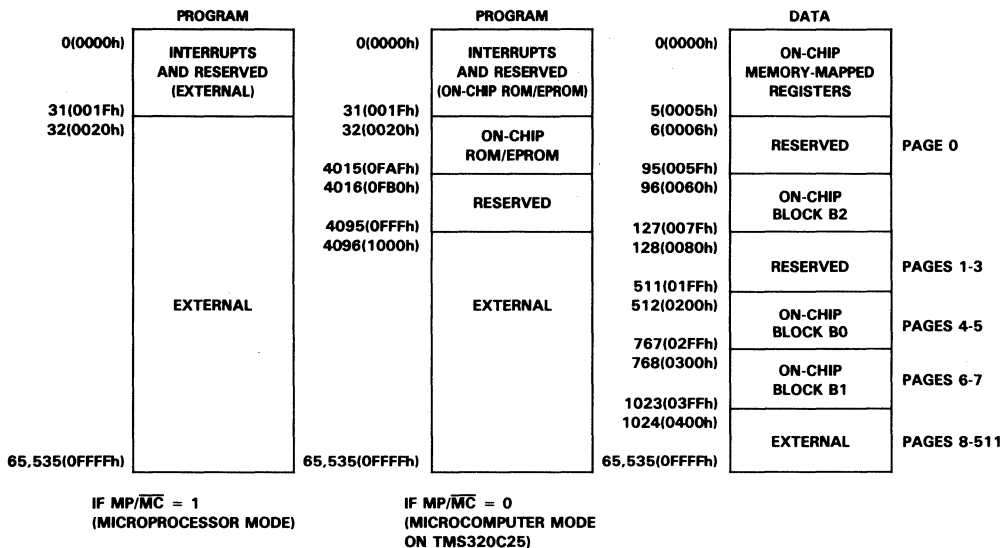 PROGRAM
0(0000h)
INTERRUPTS
AND RESERVED
(EXTERNAL)
31(001Fh)
32(0020h)
EXTERNAL
65,535(0FFFFh)
IF MP/M̅C̅ = 1
(MICROPROCESSOR MODE)
PROGRAM
0(0000h)
INTERRUPTS
AND RESERVED
(ON-CHIP ROM/EPROM)
31(001Fh)
32(0020h)
ON-CHIP
ROM/EPROM
4015(0FAFh)
4016(0FB0h)
RESERVED
4095(0FFFh)
4096(1000h)
EXTERNAL
65,535(0FFFFh)
IF MP/M̅C̅ = 0
(MICROCOMPUTER MODE
ON TMS320C25)
DATA
0(0000h)
ON-CHIP
MEMORY-MAPPED
REGISTERS
5(0005h)
6(0006h)
RESERVED
PAGE 0
95(005Fh)
96(0060h)
ON-CHIP
BLOCK B2
127(007Fh)
128(0080h)
RESERVED
PAGES 1-3
511(01FFh)
512(0200h)
ON-CHIP
BLOCK B0
PAGES 4-5
767(02FFh)
768(0300h)
ON-CHIP
BLOCK B1
PAGES 6-7
1023(03FFh)
1024(0400h)
EXTERNAL
PAGES 8-511
65,535(0FFFFh)